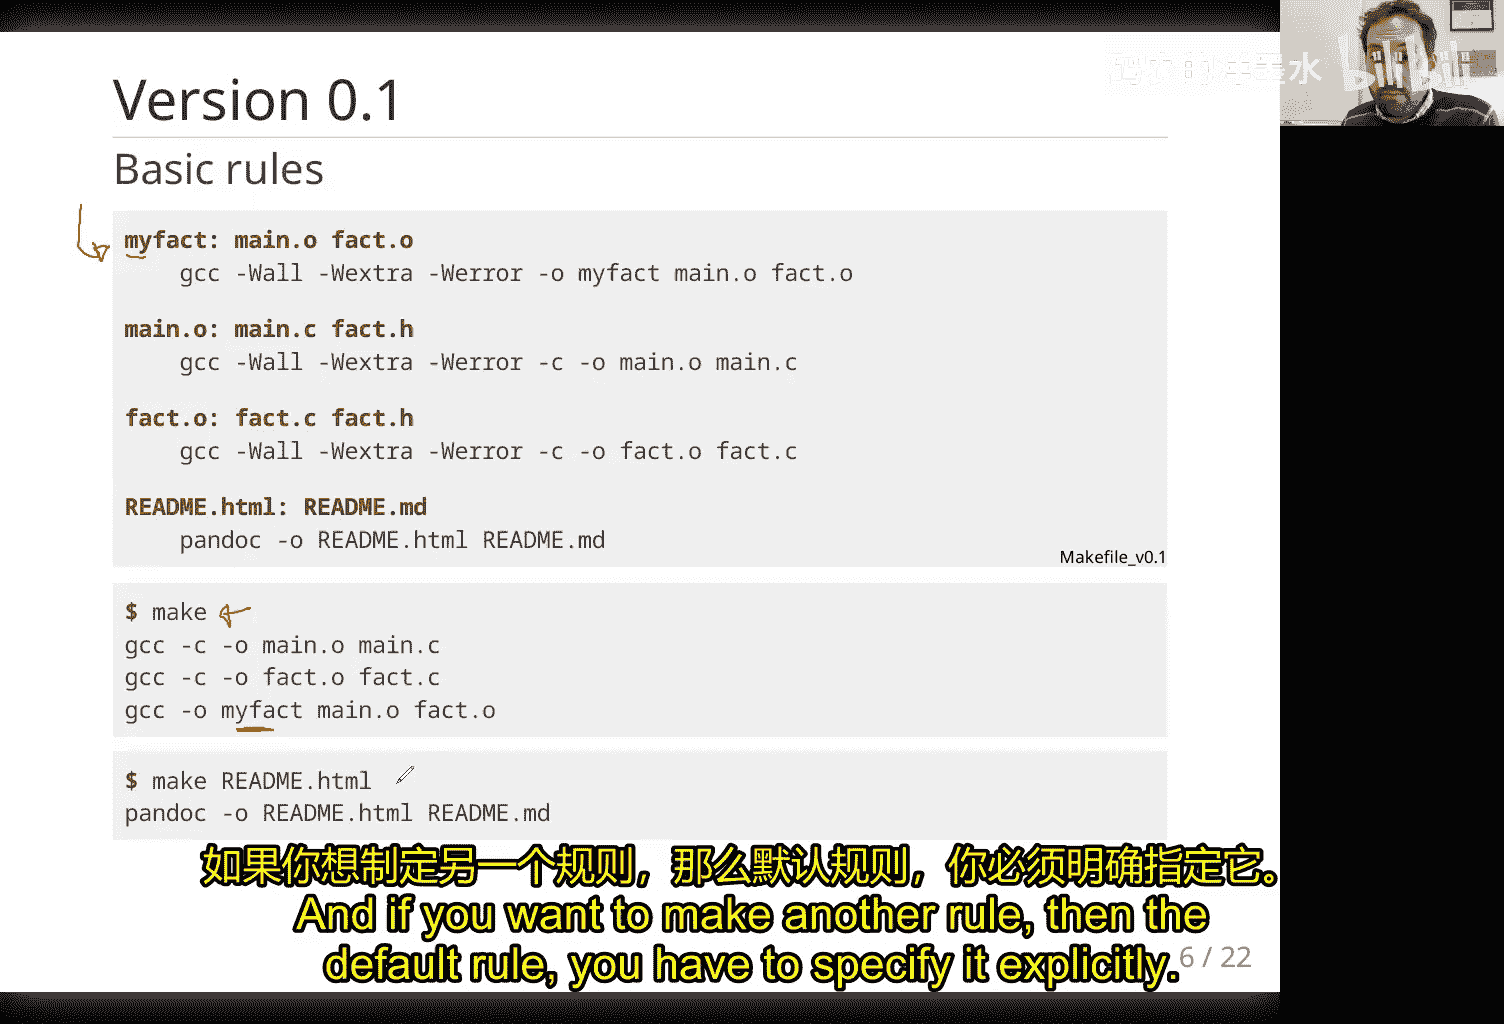 Version 0.1
Basic rules
myfact: main.o fact.o
gcc -Wall -Wextra -Werror -o myfact main.o fact.o
main.o: main.c fact.h
gcc -Wall -Wextra -Werror -c -o main.o main.c
fact.o: fact.c fact.h
gcc -Wall -Wextra -Werror -c -o fact.o fact.c
README.html: README.md
pandoc -o README.html README.md
Makefile_v0.1
$ make
gcc -c -o main.o main.c
gcc -c -o fact.o fact.c
gcc -o myfact main.o fact.o
$ make README.html
pandoc -o README.html README.md
如果你想制定另一个规则，那么默认规则，你必须明确指定它。
And if you want to make another rule, then the
default rule, you have to specify it explicitly.
6 / 22
bilibili